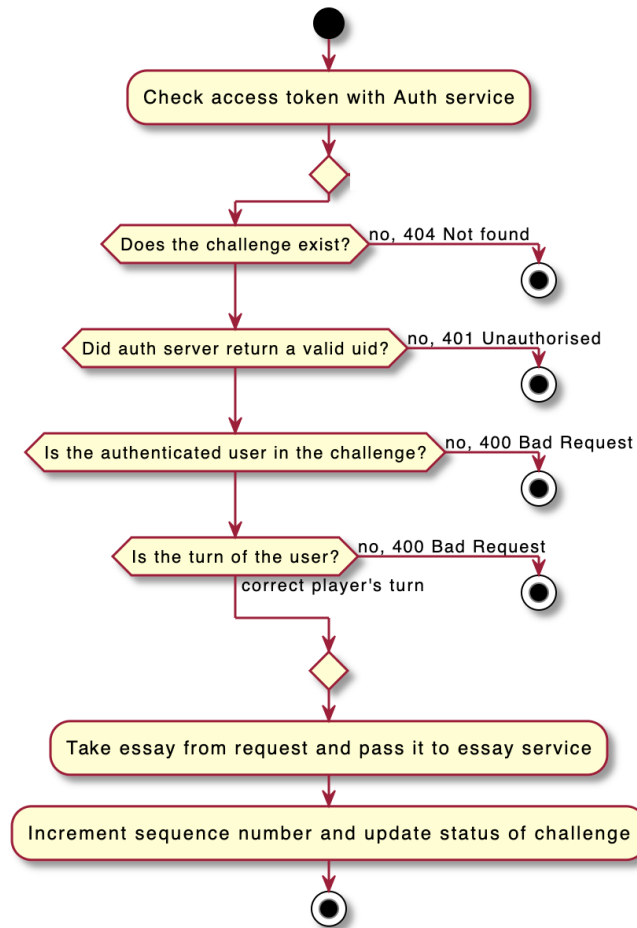 Check access token with Auth service
Does the challenge exist?
no, 404 Not found
Did auth server return a valid uid?
no, 401 Unauthorised
Is the authenticated user in the challenge?
no, 400 Bad Request
Is the turn of the user?
no, 400 Bad Request
correct player's turn
Take essay from request and pass it to essay service
Increment sequence number and update status of challenge